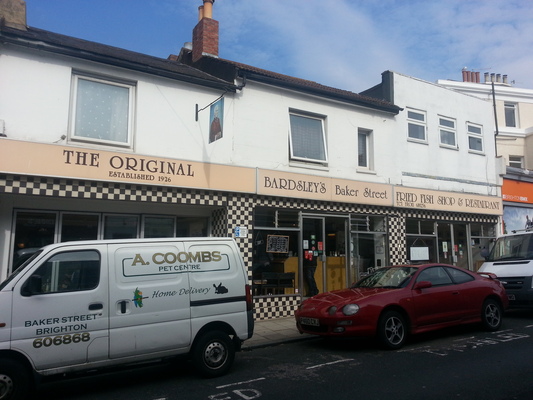 THE ORIGINAL
ESTABLISHED 1926
BARDSLEY'S Baker Street
FRIED FISH SHOP & RESTAURANT
A. COOMBS
PET CENTRE
Home Delivery
BAKER STREET
BRIGHTON
606868